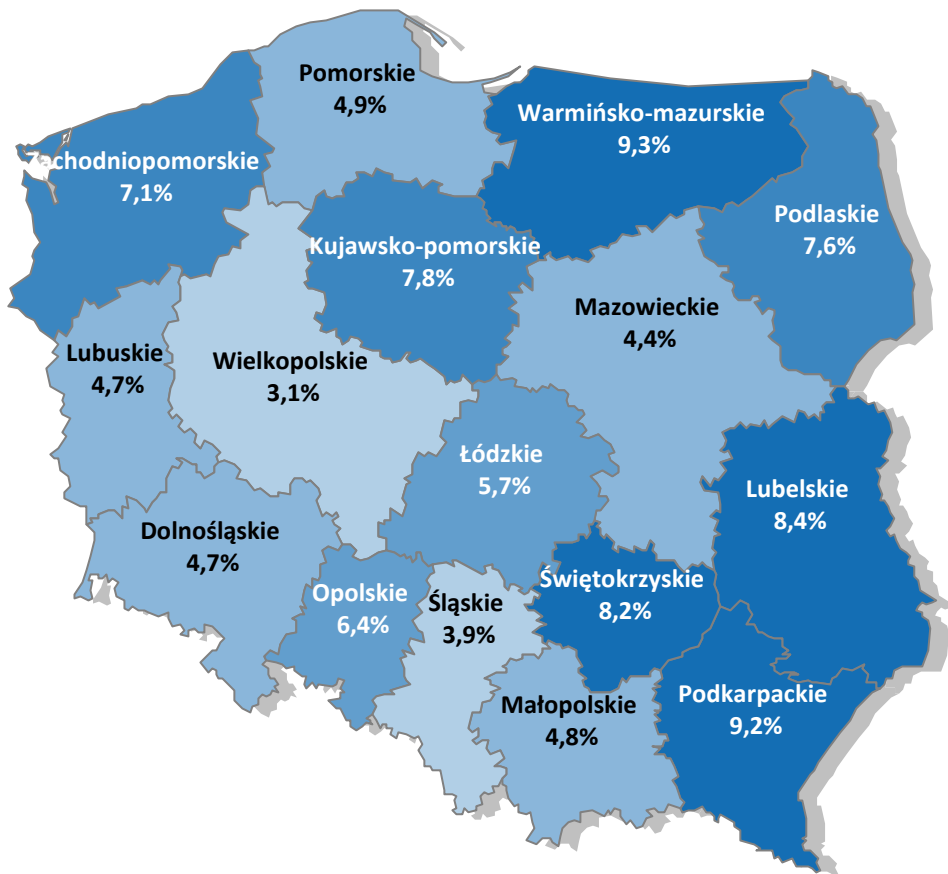 Pomorskie
4,9%
Warmińsko-mazurskie
9,3%
Zachodniopomorskie
7,1%
Podlaskie
7,6%
Kujawsko-pomorskie
7,8%
Mazowieckie
4,4%
Lubuskie
4,7%
Wielkopolskie
3,1%
Łódzkie
5,7%
Lubelskie
8,4%
Dolnośląskie
4,7%
Opolskie
6,4%
Śląskie
3,9%
Świętokrzyskie
8,2%
Małopolskie
4,8%
Podkarpackie
9,2%